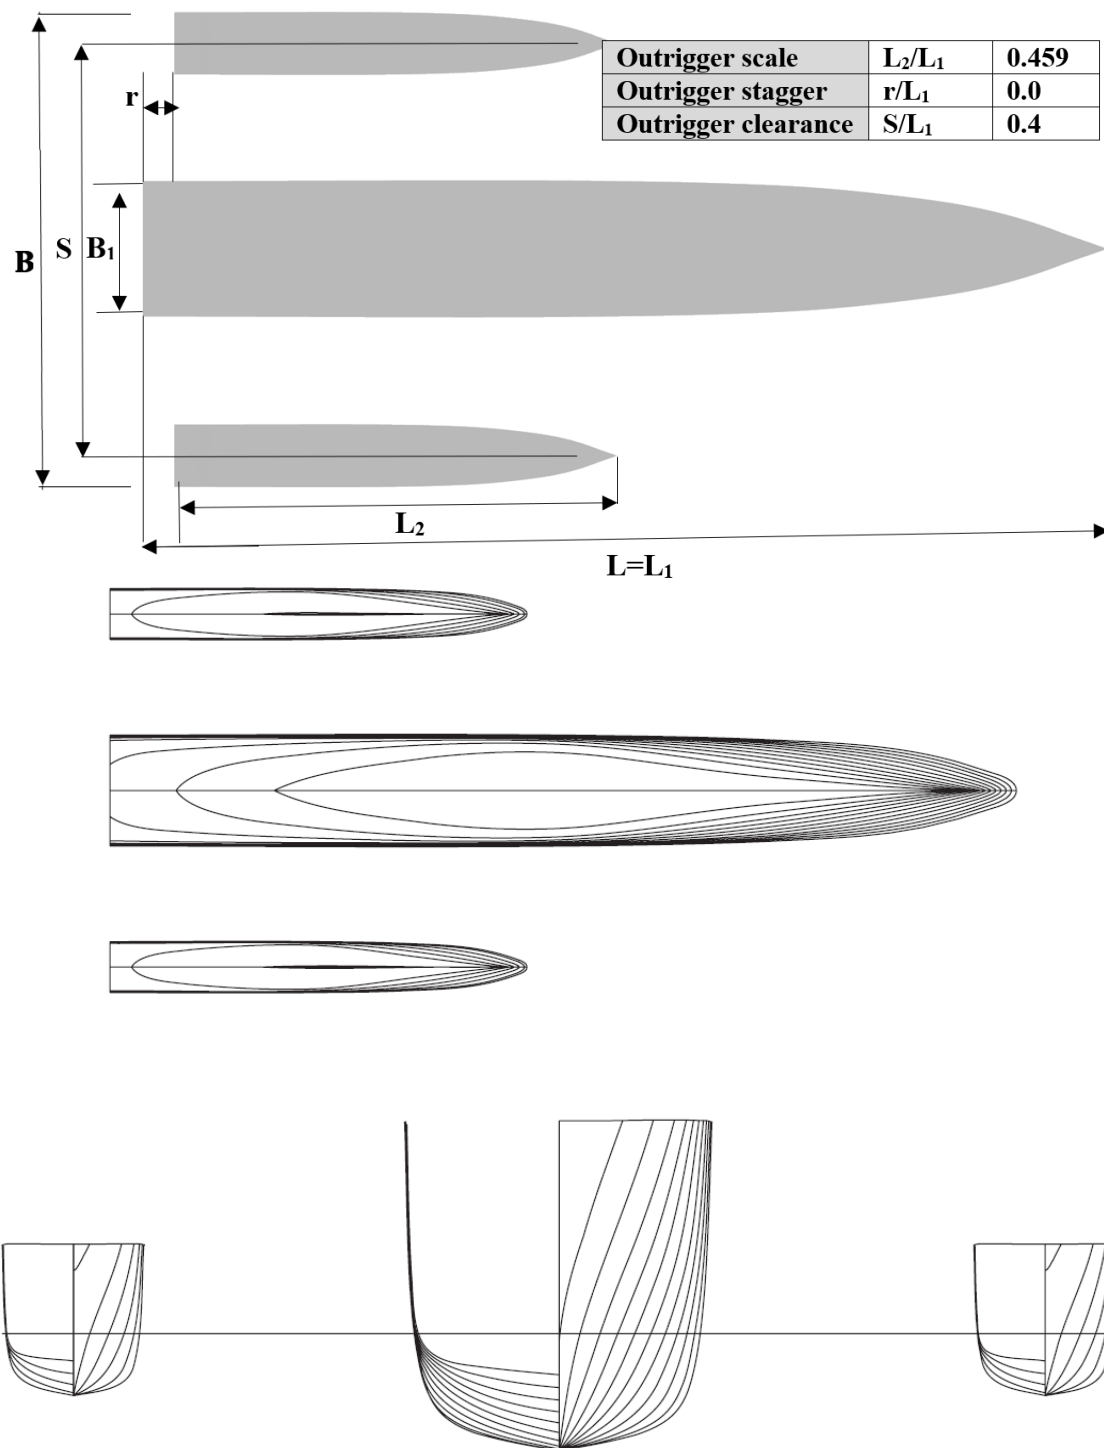 Outrigger scale L₂/L₁ 0.459
Outrigger stagger r/L₁ 0.0
Outrigger clearance S/L₁ 0.4
r
B S B₁
L₂
L=L₁